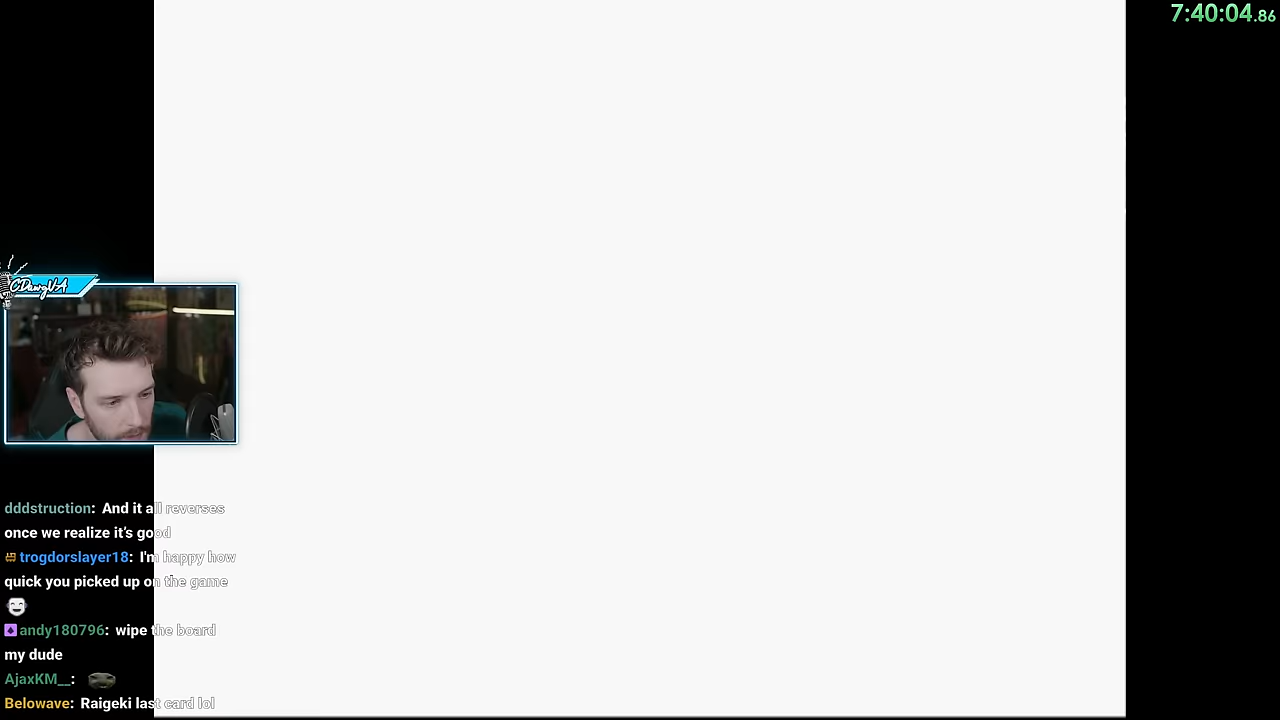 7:40:04.86
CDawgVA
dddstruction: And it all reverses
once we realize it's good
trogdorslayer18: I'm happy how
quick you picked up on the game
andy180796: wipe the board
my dude
AjaxKM__:
Belowave: Raigeki last card lol